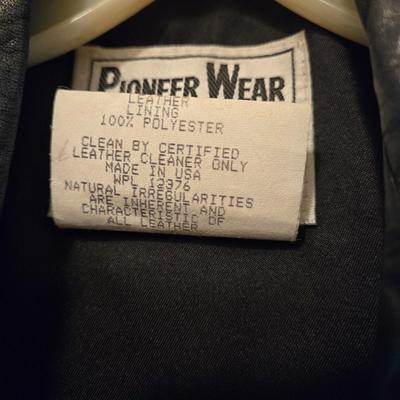 PIONEER WEAR
LEATHER
LINING
100% POLYESTER
CLEAN BY CERTIFIED
LEATHER CLEANER ONLY
MADE IN USA
WPL 12376
NATURAL IRREGULARITIES
ARE INHERENT AND
CHARACTERISTIC OF
ALL LEATHER